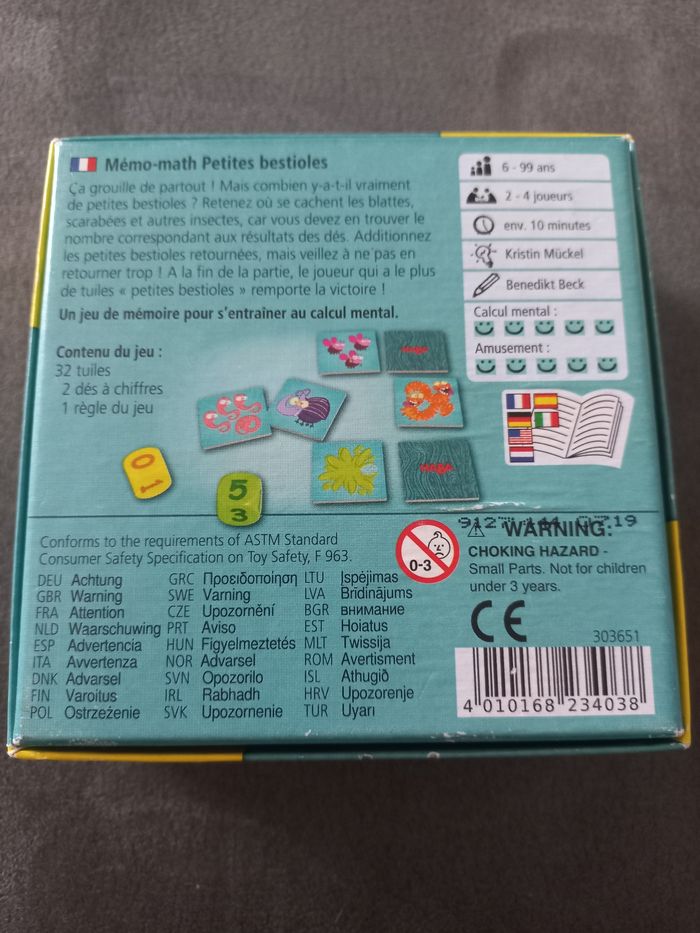 Mémo-math Petites bestioles
Ça grouille de partout ! Mais combien y-a-t-il vraiment
de petites bestioles ? Retenez où se cachent les blattes,
scarabées et autres insectes, car vous devez en trouver le
nombre correspondant aux résultats des dés. Additionnez
les petites bestioles retournées, mais veillez à ne pas en
retourner trop ! A la fin de la partie, le joueur qui a le plus
de tuiles « petites bestioles » remporte la victoire !
Un jeu de mémoire pour s'entraîner au calcul mental.
Contenu du jeu :
32 tuiles
2 dés à chiffres
1 règle du jeu
6 - 99 ans
2 - 4 joueurs
env. 10 minutes
Kristin Mückel
Benedikt Beck
Calcul mental :
Amusement :
HABA
HABA
0
1
5
3
Conforms to the requirements of ASTM Standard
Consumer Safety Specification on Toy Safety, F 963.
DEU Achtung
GBR Warning
FRA Attention
NLD Waarschuwing
ESP Advertencia
ITA Avvertenza
DNK Advarsel
FIN Varoitus
POL Ostrzeżenie
GRC Προειδοποίηση
SWE Varning
CZE Upozornění
PRT Aviso
HUN Figyelmeztetés
NOR Advarsel
SVN Opozorilo
IRL Rabhadh
SVK Upozornenie
LTU Įspėjimas
LVA Brīdinājums
BGR внимание
EST Hoiatus
MLT Twissija
ROM Avertisment
ISL Athugið
HRV Upozorenje
TUR Uyarı
0-3
07.19
WARNING:
CHOKING HAZARD -
Small Parts. Not for children
under 3 years.
CE
303651
4 010168 234038